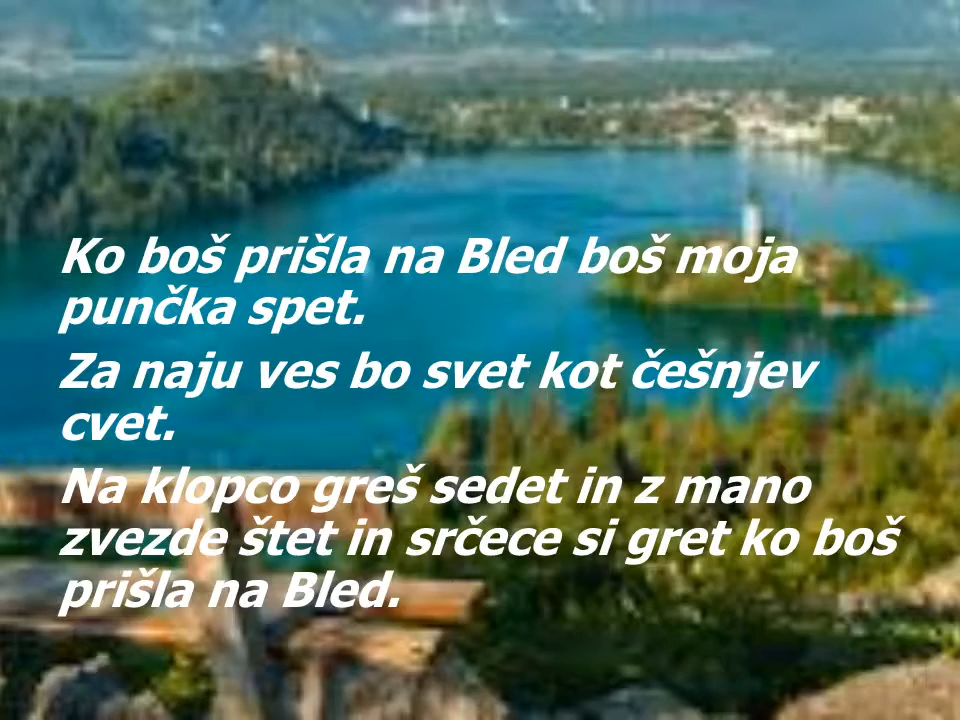 Ko boš prišla na Bled boš moja
punčka spet.
Za naju ves bo svet kot češnjev
cvet.
Na klopco greš sedet in z mano
zvezde štet in srčece si gret ko boš
prišla na Bled.